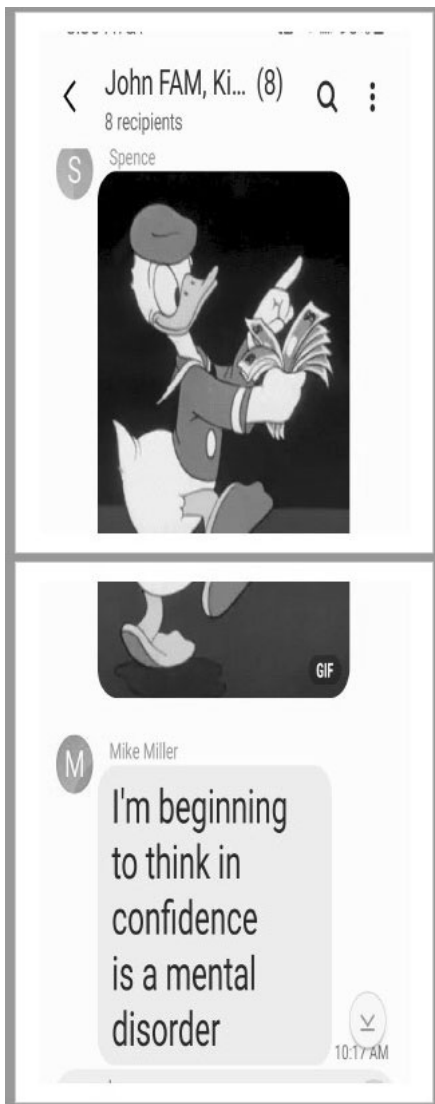 John FAM, Ki... (8)
8 recipients
S
Spence
GIF
M
Mike Miller
I'm beginning
to think in
confidence
is a mental
disorder
10:17 AM